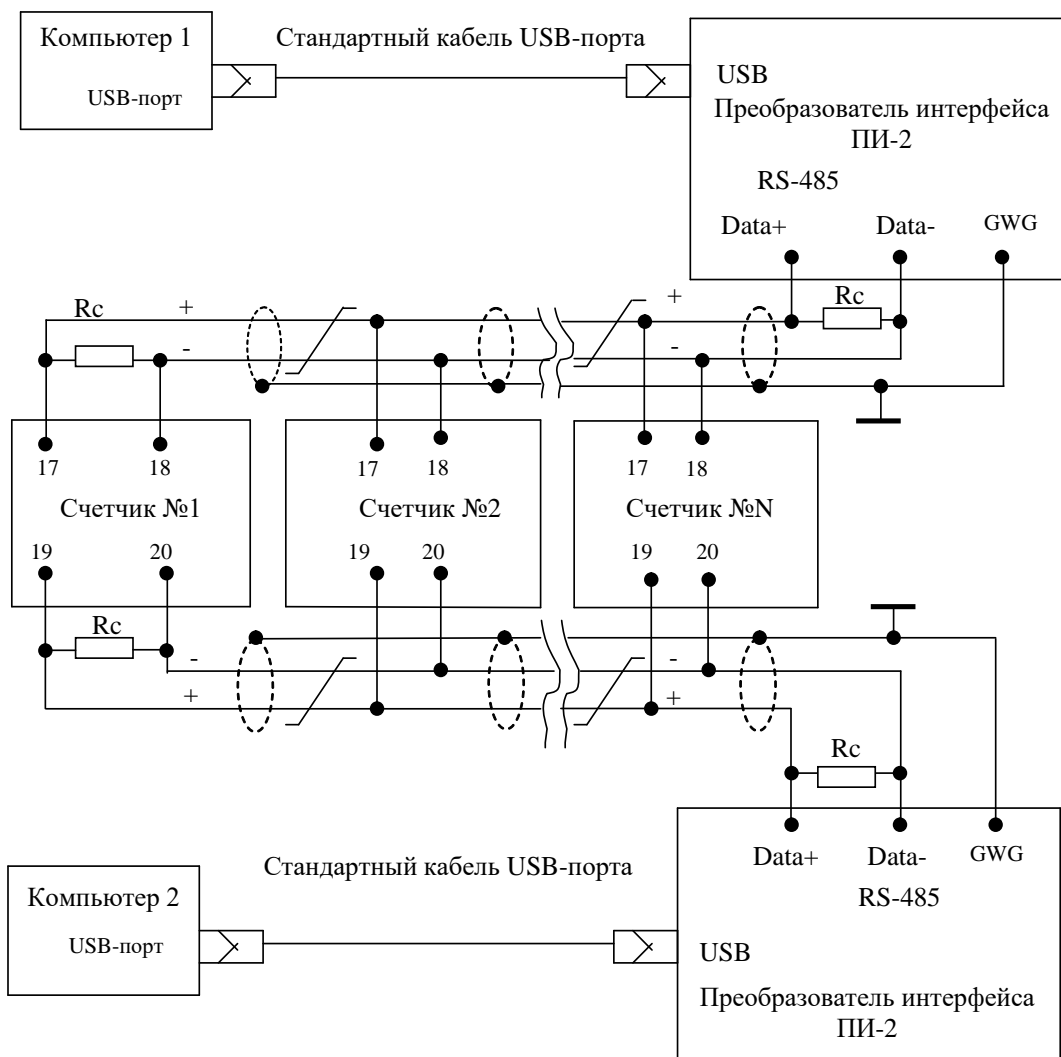 Компьютер 1
USB-порт
Стандартный кабель USB-порта
USB
Преобразователь интерфейса
ПИ-2
RS-485
Data+ Data- GWG
Rc + + Rc
- -
17 18 17 18 17 18
Счетчик №1 Счетчик №2 Счетчик №N
19 20 19 20 19 20
Rc
- -
+ +
Rc
Data+ Data- GWG
RS-485
Стандартный кабель USB-порта
Компьютер 2
USB-порт
USB
Преобразователь интерфейса
ПИ-2